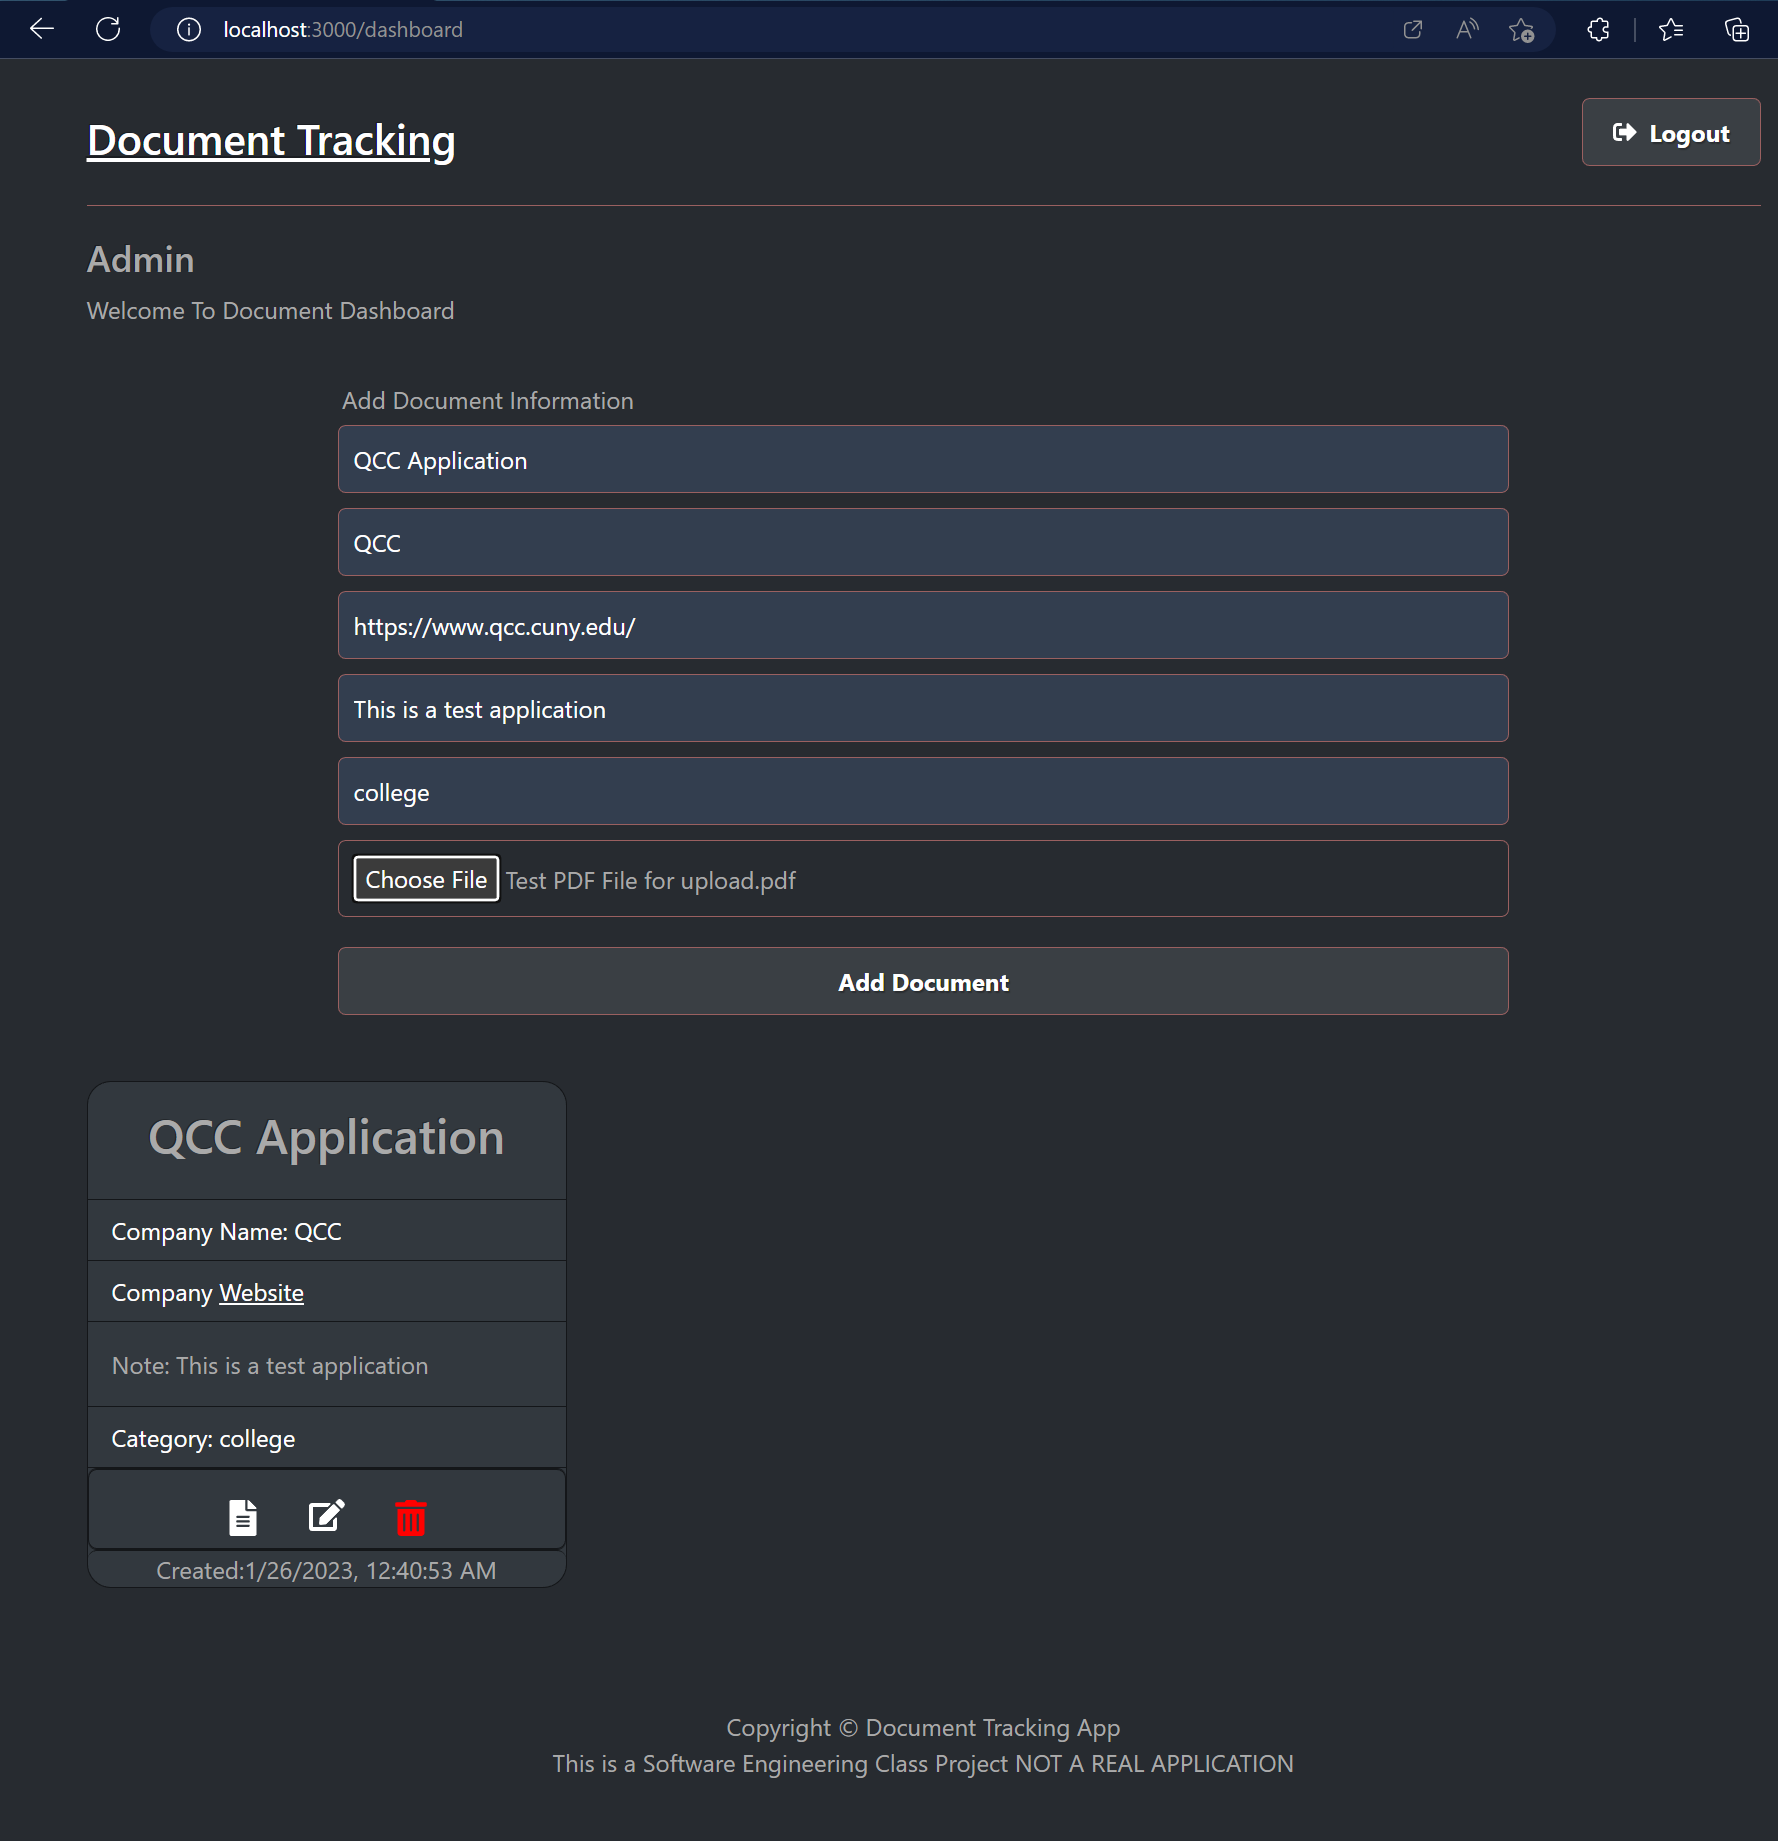 localhost:3000/dashboard
Document Tracking
Logout
Admin
Welcome To Document Dashboard
Add Document Information
QCC Application
QCC
https://www.qcc.cuny.edu/
This is a test application
college
Choose File Test PDF File for upload.pdf
Add Document
QCC Application
Company Name: QCC
Company Website
Note: This is a test application
Category: college
Created:1/26/2023, 12:40:53 AM
Copyright © Document Tracking App
This is a Software Engineering Class Project NOT A REAL APPLICATION